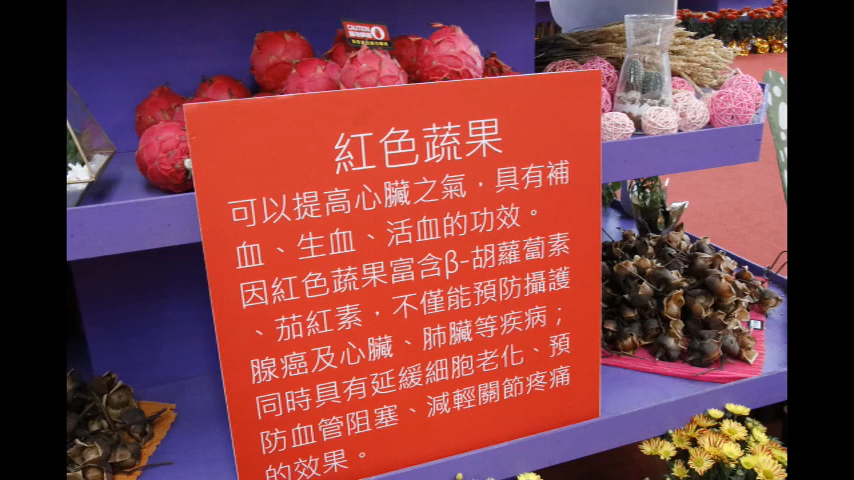 CAUTION
紅色蔬果
可以提高心臟之氣，具有補
血、生血、活血的功效。
因紅色蔬果富含β-胡蘿蔔素
、茄紅素，不僅能預防攝護
腺癌及心臟、肺臟等疾病；
同時具有延緩細胞老化、預
防血管阻塞、減輕關節疼痛
的效果。